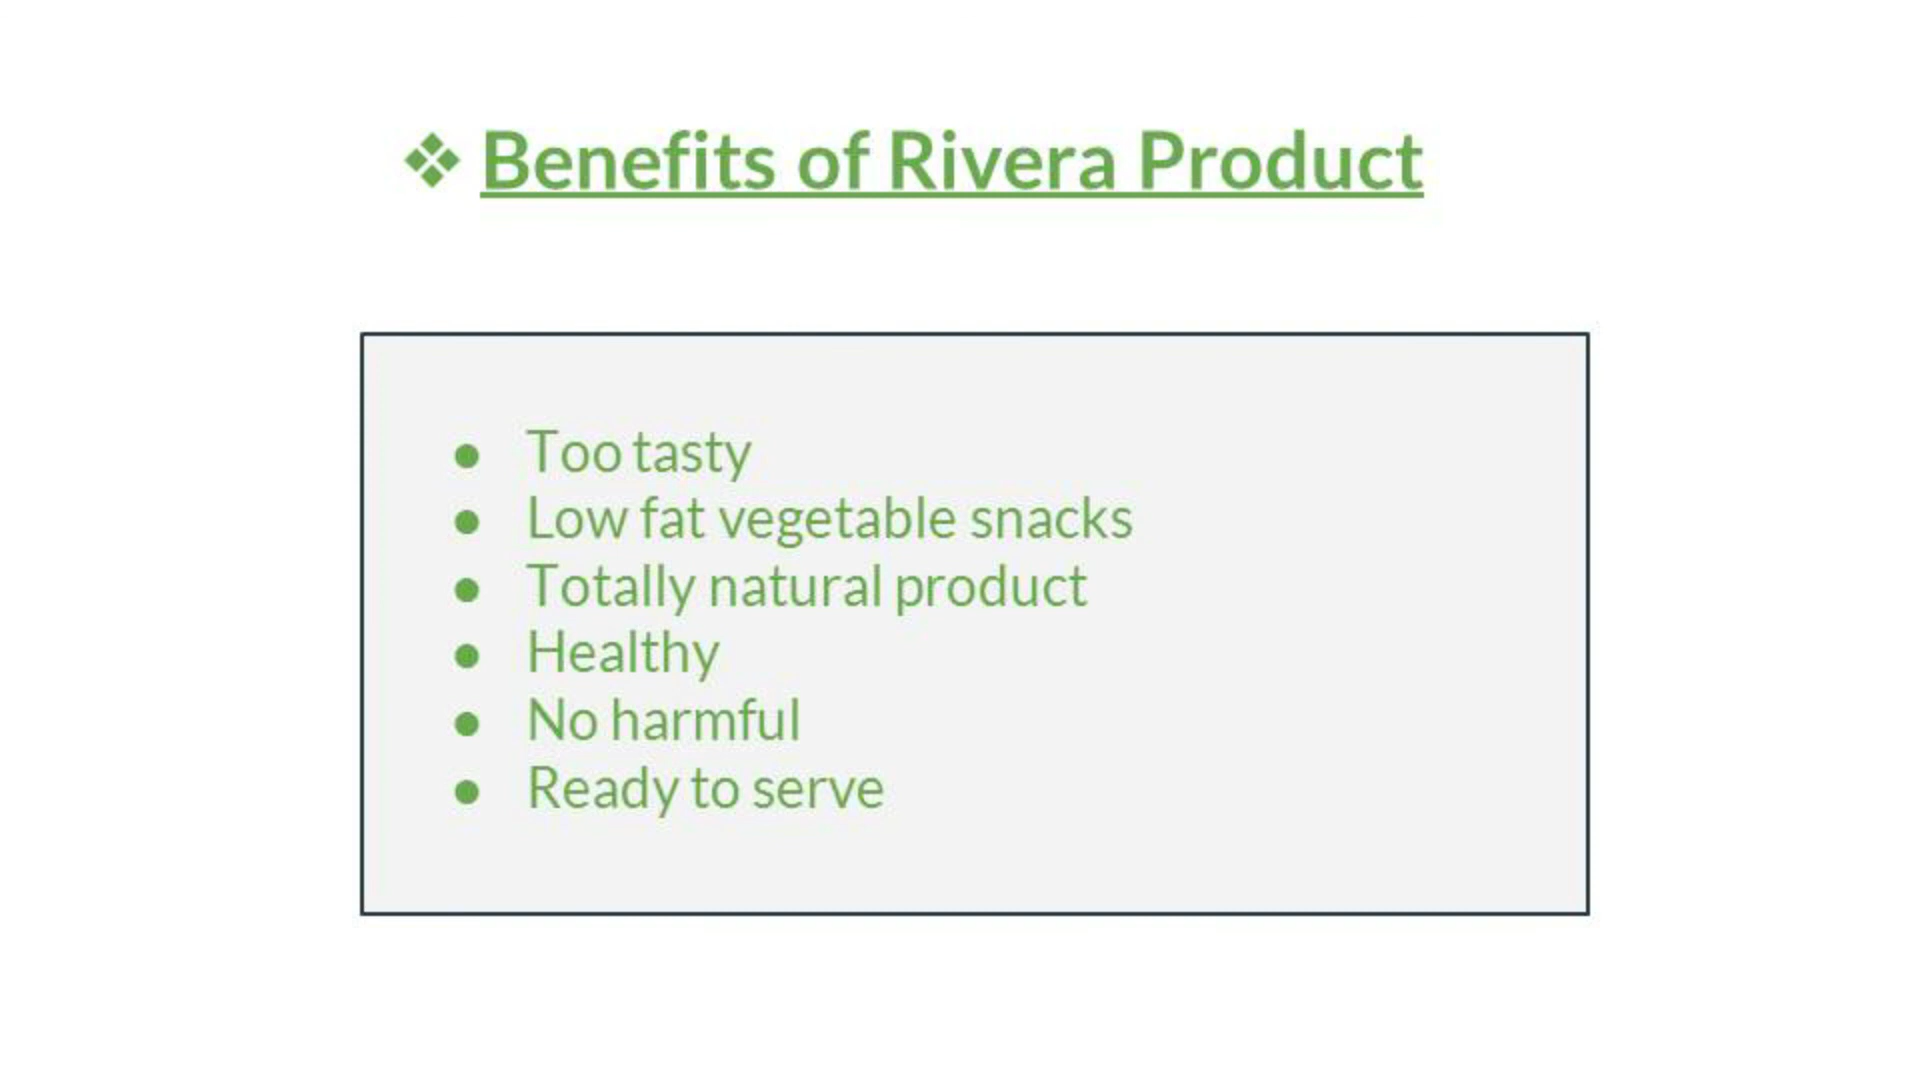 ❖ Benefits of Rivera Product
● Too tasty
● Low fat vegetable snacks
● Totally natural product
● Healthy
● No harmful
● Ready to serve